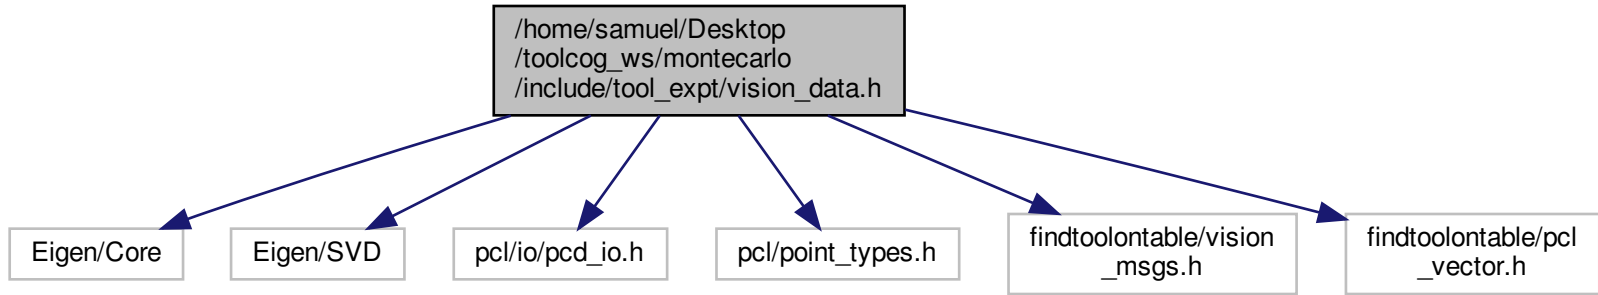 /home/samuel/Desktop
/toolcog_ws/montecarlo
/include/tool_expt/vision_data.h
Eigen/Core
Eigen/SVD
pcl/io/pcd_io.h
pcl/point_types.h
findtoolontable/vision
_msgs.h
findtoolontable/pcl
_vector.h